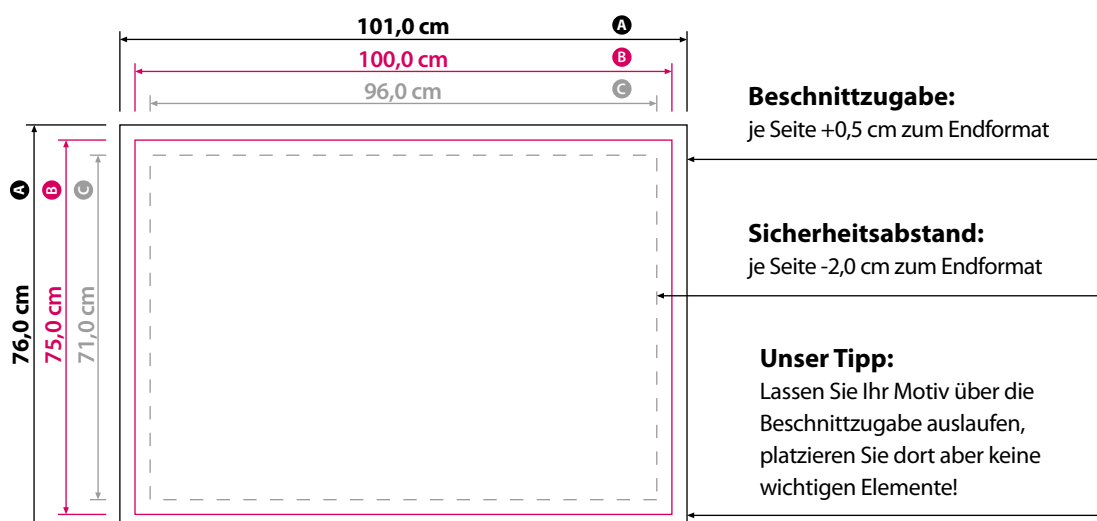 101,0 cm A
100,0 cm B
96,0 cm C
A
76,0 cm
B
75,0 cm
C
71,0 cm
Beschnittzugabe:
je Seite +0,5 cm zum Endformat
Sicherheitsabstand:
je Seite -2,0 cm zum Endformat
Unser Tipp:
Lassen Sie Ihr Motiv über die
Beschnittzugabe auslaufen,
platzieren Sie dort aber keine
wichtigen Elemente!